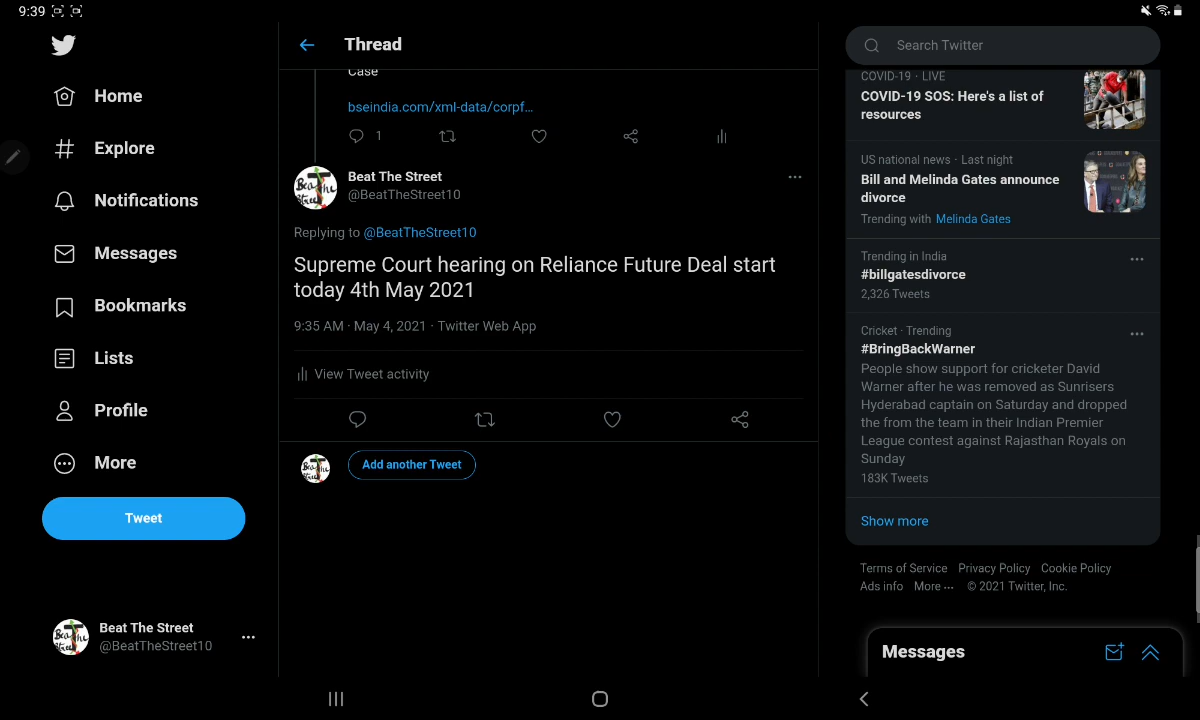 9:39
Home
Explore
Notifications
Messages
Bookmarks
Lists
Profile
More
Tweet
Beat The Street
@BeatTheStreet10
Thread
Case
bseindia.com/xml-data/corpf…
1
Beat The Street
@BeatTheStreet10
Replying to @BeatTheStreet10
Supreme Court hearing on Reliance Future Deal start
today 4th May 2021
9:35 AM · May 4, 2021 · Twitter Web App
View Tweet activity
Add another Tweet
Search Twitter
COVID-19 · LIVE
COVID-19 SOS: Here's a list of
resources
US national news · Last night
Bill and Melinda Gates announce
divorce
Trending with Melinda Gates
Trending in India
#billgatesdivorce
2,326 Tweets
Cricket · Trending
#BringBackWarner
People show support for cricketer David
Warner after he was removed as Sunrisers
Hyderabad captain on Saturday and dropped
the from the team in their Indian Premier
League contest against Rajasthan Royals on
Sunday
183K Tweets
Show more
Terms of Service Privacy Policy Cookie Policy
Ads info More ··· © 2021 Twitter, Inc.
Messages